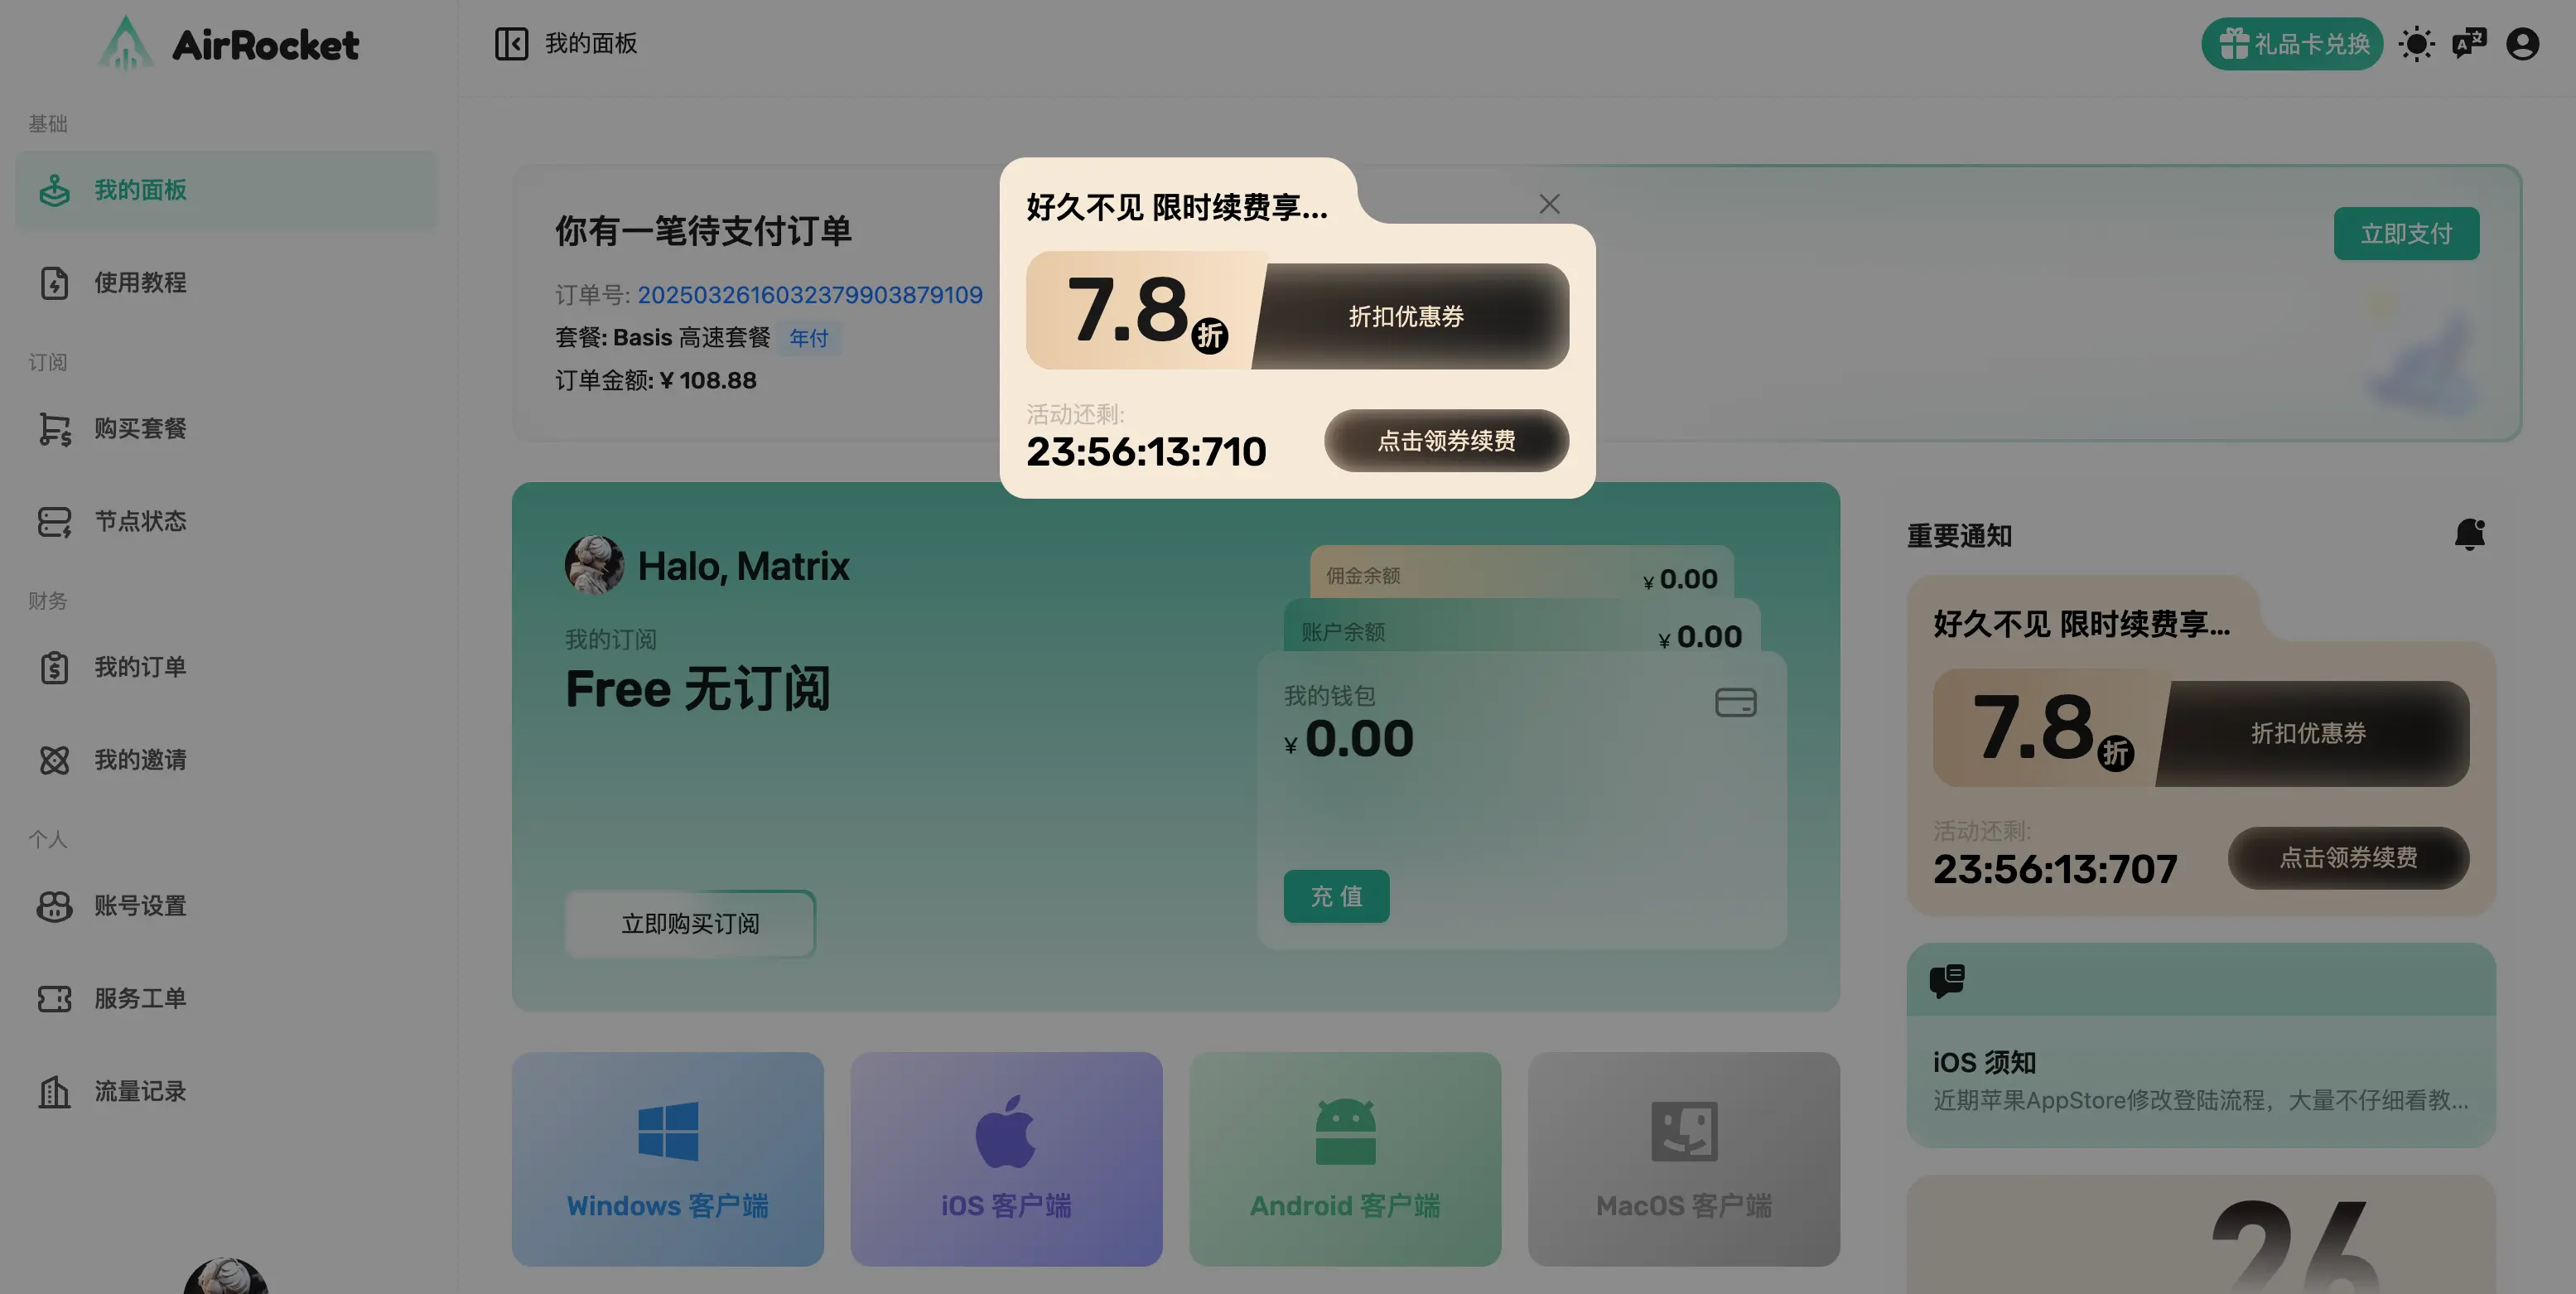 AirRocket
基础
我的面板
使用教程
订阅
购买套餐
节点状态
财务
我的订单
我的邀请
个人
账号设置
服务工单
流量记录
我的面板
礼品卡兑换
你有一笔待支付订单
订单号: 2025032616032379903879109
套餐: Basis 高速套餐 年付
订单金额: ¥ 108.88
立即支付
好久不见 限时续费享...
7.8折
折扣优惠券
活动还剩:
23:56:13:710
点击领券续费
Halo, Matrix
我的订阅
Free 无订阅
立即购买订阅
佣金余额
¥ 0.00
账户余额
¥ 0.00
我的钱包
¥ 0.00
充 值
Windows 客户端
iOS 客户端
Android 客户端
MacOS 客户端
重要通知
好久不见 限时续费享...
7.8折
折扣优惠券
活动还剩:
23:56:13:707
点击领券续费
iOS 须知
近期苹果AppStore修改登陆流程，大量不仔细看教...
26